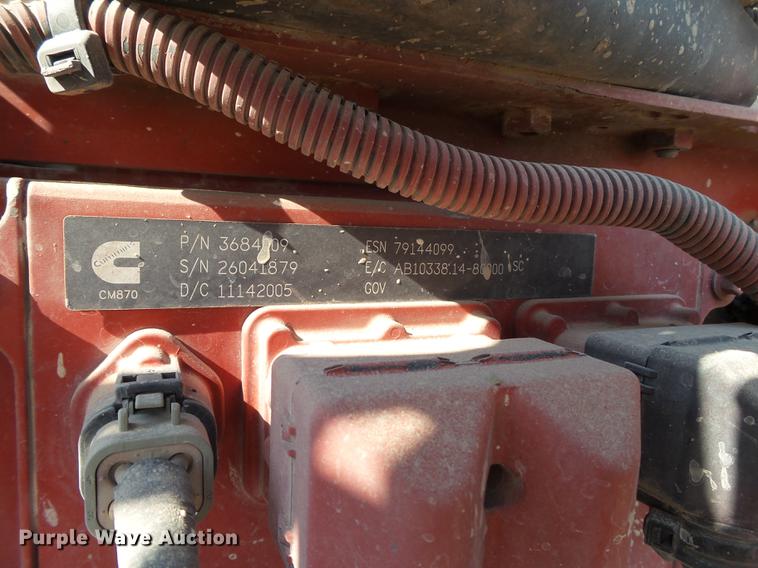 Cummins
CM870
P/N
S/N 26041879
D/C 11142005
ESN 79144099
E/C SC
GOV
Purple Wave Auction